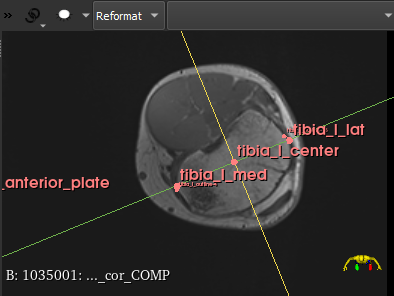 »
Reformat
tibia_l_lat
tibia_l_center
tibia_l_med
_anterior_plate
B: 1035001: ..._cor_COMP